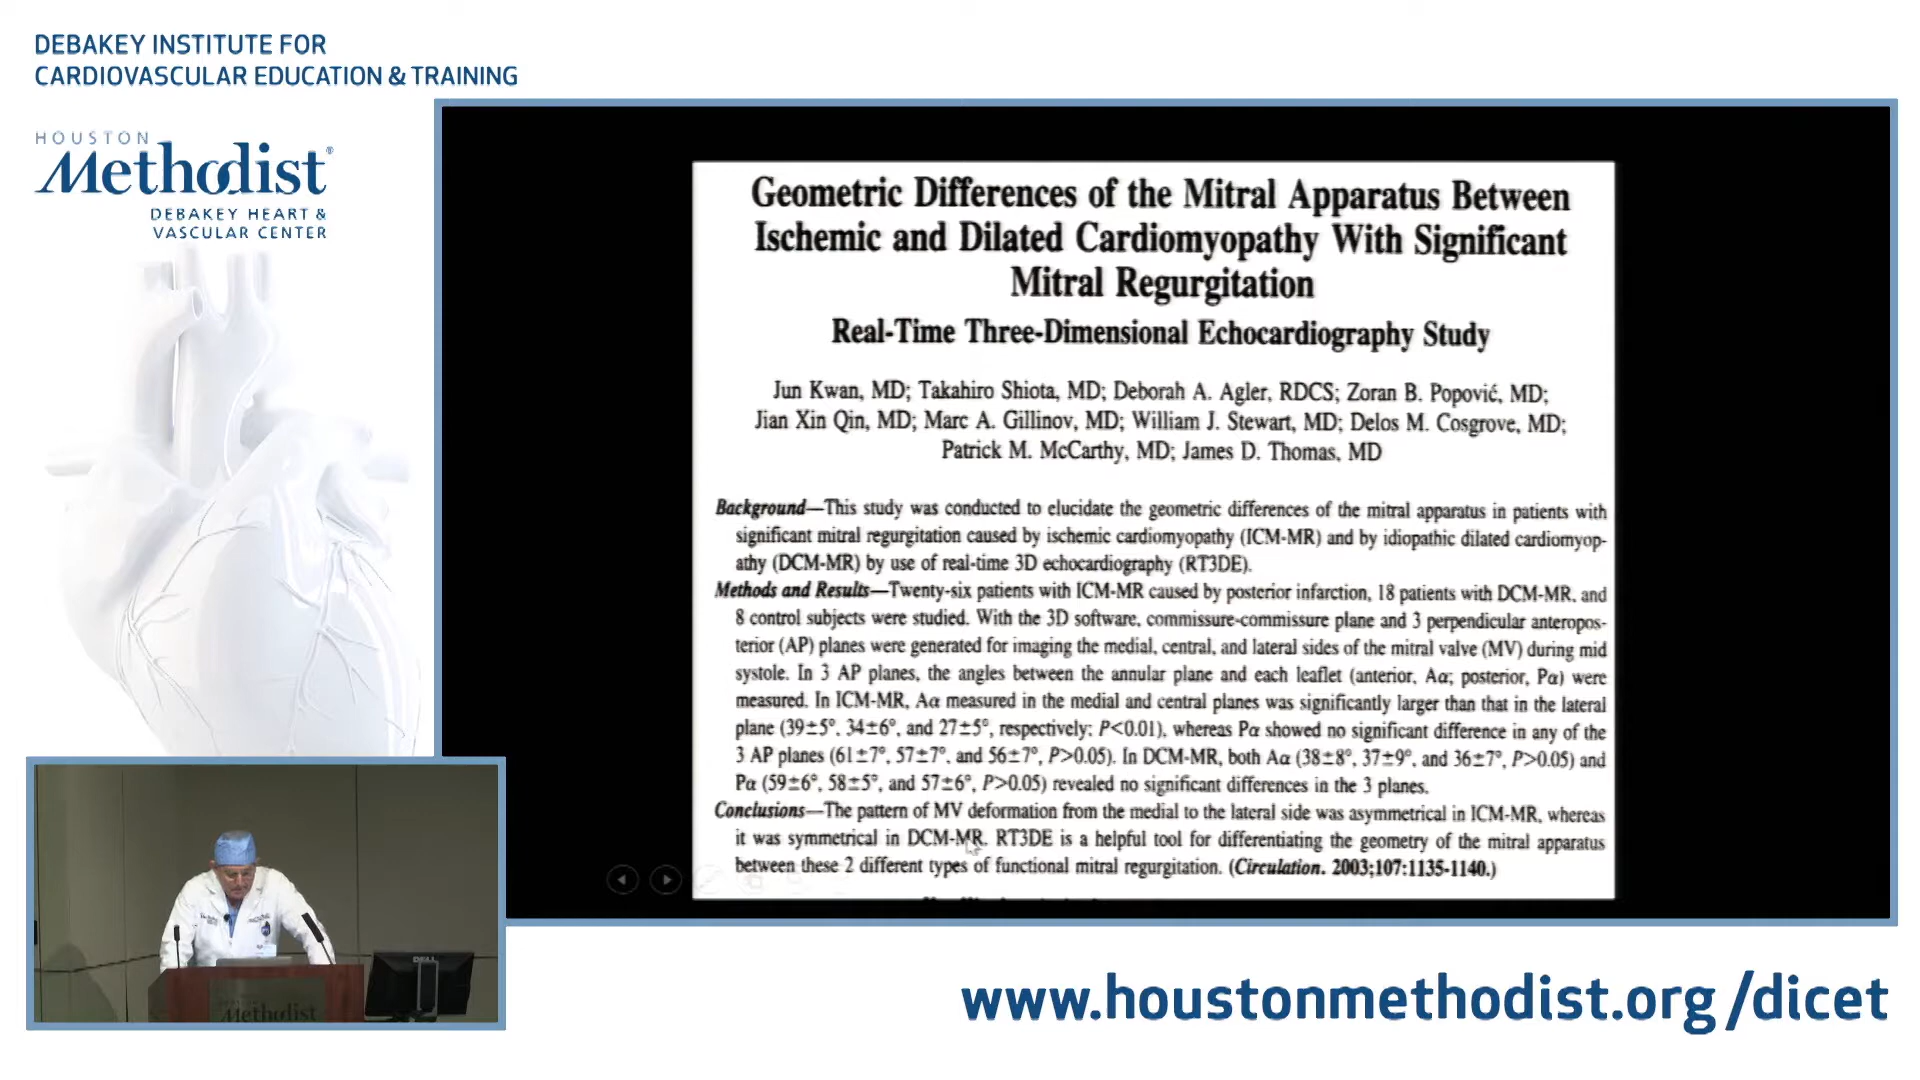 DEBAKEY INSTITUTE FOR
CARDIOVASCULAR EDUCATION & TRAINING
HOUSTON
Methodist®
DEBAKEY HEART &
VASCULAR CENTER
Geometric Differences of the Mitral Apparatus Between
Ischemic and Dilated Cardiomyopathy With Significant
Mitral Regurgitation
Real-Time Three-Dimensional Echocardiography Study
Jun Kwan, MD; Takahiro Shiota, MD; Deborah A. Agler, RDCS; Zoran B. Popović, MD;
Jian Xin Qin, MD; Marc A. Gillinov, MD; William J. Stewart, MD; Delos M. Cosgrove, MD;
Patrick M. McCarthy, MD; James D. Thomas, MD
Background—This study was conducted to elucidate the geometric differences of the mitral apparatus in patients with
significant mitral regurgitation caused by ischemic cardiomyopathy (ICM-MR) and by idiopathic dilated cardiomyop-
athy (DCM-MR) by use of real-time 3D echocardiography (RT3DE).
Methods and Results—Twenty-six patients with ICM-MR caused by posterior infarction, 18 patients with DCM-MR, and
8 control subjects were studied. With the 3D software, commissure-commissure plane and 3 perpendicular anteropos-
terior (AP) planes were generated for imaging the medial, central, and lateral sides of the mitral valve (MV) during mid
systole. In 3 AP planes, the angles between the annular plane and each leaflet (anterior, Aα; posterior, Pα) were
measured. In ICM-MR, Aα measured in the medial and central planes was significantly larger than that in the lateral
plane (39±5°, 34±6°, and 27±5°, respectively; P<0.01), whereas Pα showed no significant difference in any of the
3 AP planes (61±7°, 57±7°, and 56±7°, P>0.05). In DCM-MR, both Aα (38±8°, 37±9°, and 36±7°, P>0.05) and
Pα (59±6°, 58±5°, and 57±6°, P>0.05) revealed no significant differences in the 3 planes.
Conclusions—The pattern of MV deformation from the medial to the lateral side was asymmetrical in ICM-MR, whereas
it was symmetrical in DCM-MR. RT3DE is a helpful tool for differentiating the geometry of the mitral apparatus
between these 2 different types of functional mitral regurgitation. (Circulation. 2003;107:1135-1140.)
DELL
Methodist
www.houstonmethodist.org/dicet